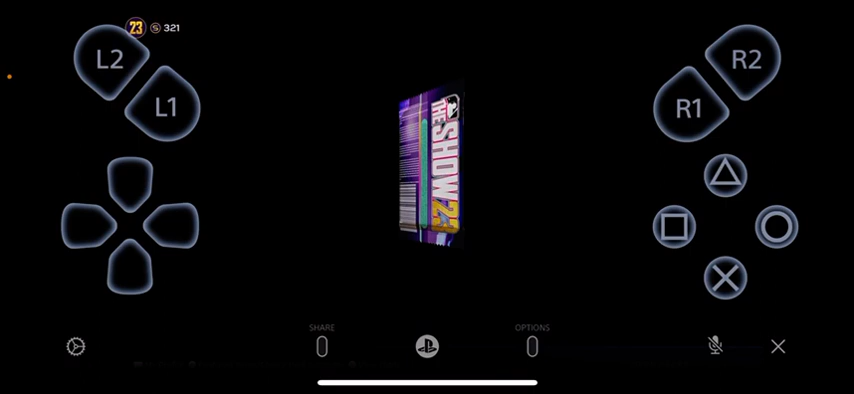 23 S 321
L2
L1
R2
R1
THE SHOW 23
SHARE
OPTIONS